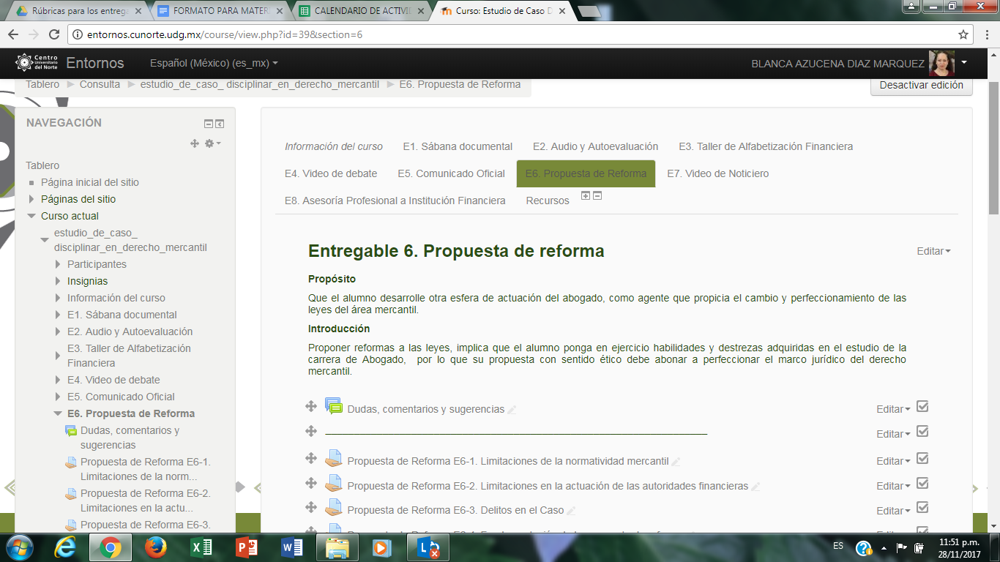 Rúbricas para los entrega
FORMATO PARA MATERI
CALENDARIO DE ACTIVI
Curso: Estudio de Caso D
entornos.cunorte.udg.mx/course/view.php?id=39&section=6
Centro Universitario del Norte
Entornos
Español (México) (es_mx)
BLANCA AZUCENA DIAZ MARQUEZ
Tablero
Consulta
estudio_de_caso_ disciplinar_en_derecho_mercantil
E6. Propuesta de Reforma
Desactivar edición
NAVEGACIÓN
Tablero
Página inicial del sitio
Páginas del sitio
Curso actual
estudio_de_caso_
disciplinar_en_derecho_mercantil
Participantes
Insignias
Información del curso
E1. Sábana documental
E2. Audio y Autoevaluación
E3. Taller de Alfabetización
Financiera
E4. Video de debate
E5. Comunicado Oficial
E6. Propuesta de Reforma
Dudas, comentarios y
sugerencias
Propuesta de Reforma E6-1.
Limitaciones de la norm...
Propuesta de Reforma E6-2.
Limitaciones en la actu...
Propuesta de Reforma E6-3.
Información del curso
E1. Sábana documental
E2. Audio y Autoevaluación
E3. Taller de Alfabetización Financiera
E4. Video de debate
E5. Comunicado Oficial
E6. Propuesta de Reforma
E7. Video de Noticiero
E8. Asesoría Profesional a Institución Financiera
Recursos
Entregable 6. Propuesta de reforma
Editar
Propósito
Que el alumno desarrolle otra esfera de actuación del abogado, como agente que propicia el cambio y perfeccionamiento de las
leyes del área mercantil.
Introducción
Proponer reformas a las leyes, implica que el alumno ponga en ejercicio habilidades y destrezas adquiridas en el estudio de la
carrera de Abogado, por lo que su propuesta con sentido ético debe abonar a perfeccionar el marco jurídico del derecho
mercantil.
Dudas, comentarios y sugerencias
Editar
Editar
Propuesta de Reforma E6-1. Limitaciones de la normatividad mercantil
Editar
Propuesta de Reforma E6-2. Limitaciones en la actuación de las autoridades financieras
Editar
Propuesta de Reforma E6-3. Delitos en el Caso
Editar
ES
11:51 p.m.
28/11/2017